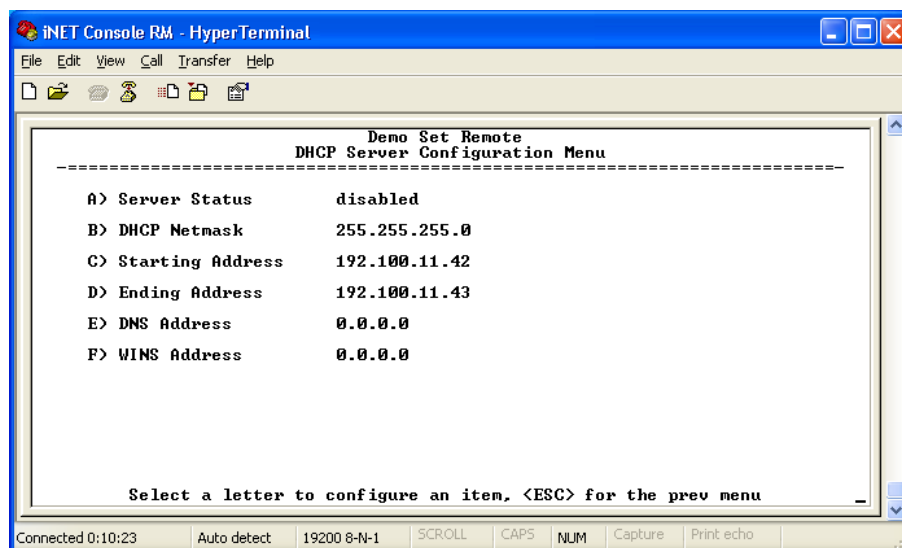 iNET Console RM - HyperTerminal
File Edit View Call Transfer Help
Demo Set Remote
DHCP Server Configuration Menu
-==========================================================================-
A) Server Status disabled
B) DHCP Netmask 255.255.255.0
C) Starting Address 192.100.11.42
D) Ending Address 192.100.11.43
E) DNS Address 0.0.0.0
F) WINS Address 0.0.0.0
Select a letter to configure an item, <ESC> for the prev menu _
Connected 0:10:23 Auto detect 19200 8-N-1 SCROLL CAPS NUM Capture Print echo